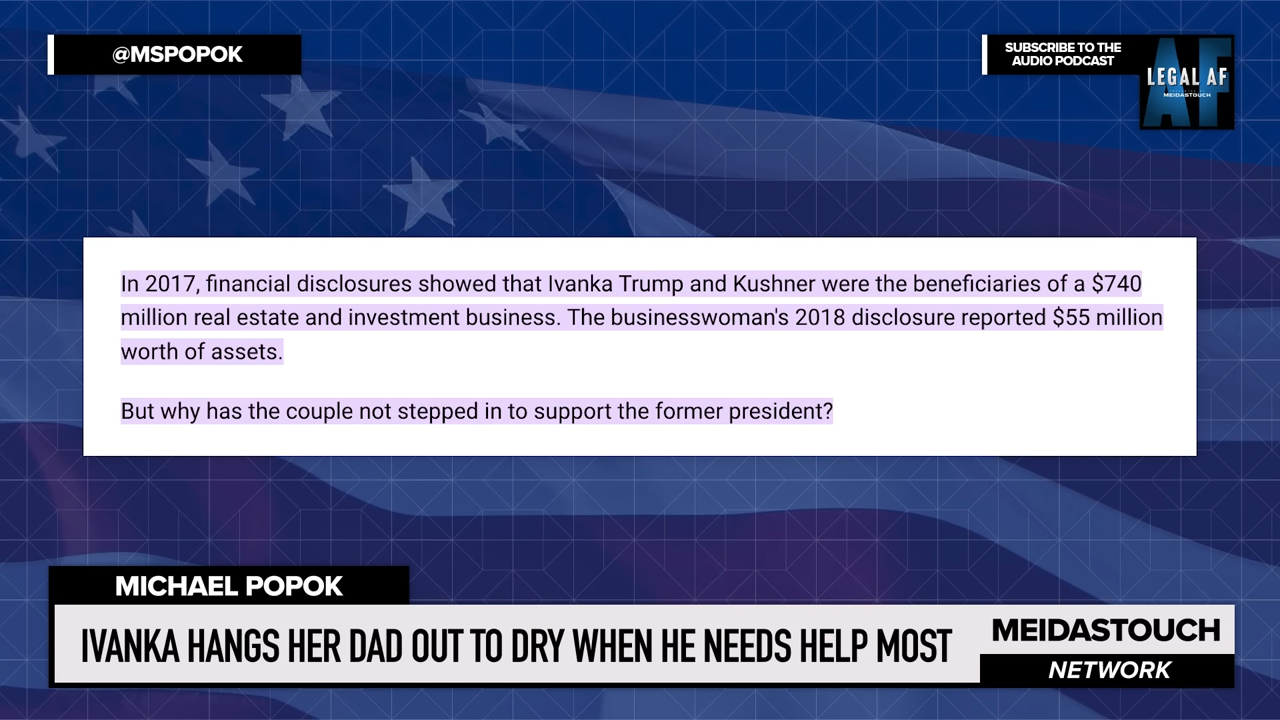 @MSPOPOK
SUBSCRIBE TO THE
AUDIO PODCAST
AF
LEGAL AF
MEIDASTOUCH
In 2017, financial disclosures showed that Ivanka Trump and Kushner were the beneficiaries of a $740
million real estate and investment business. The businesswoman's 2018 disclosure reported $55 million
worth of assets.
But why has the couple not stepped in to support the former president?
MICHAEL POPOK
IVANKA HANGS HER DAD OUT TO DRY WHEN HE NEEDS HELP MOST
MEIDASTOUCH
NETWORK